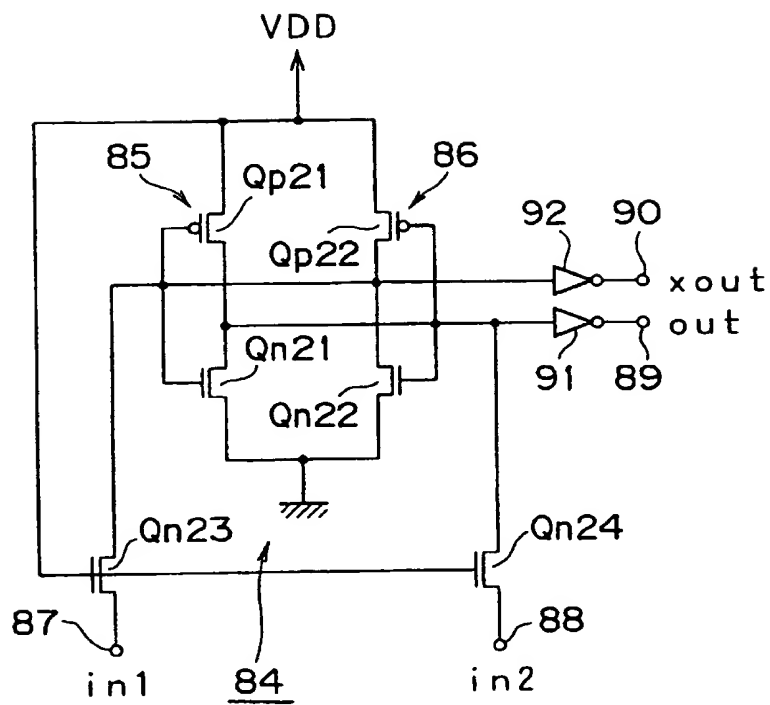 VDD
85
Qp21
86
Qp22
92
90
xout
out
Qn21
Qn22
91
89
Qn23
Qn24
87
88
in1
84
in2